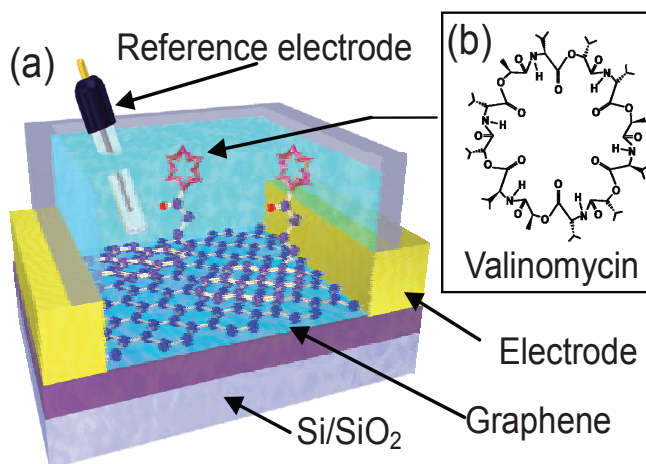 (a)
Reference electrode
(b)
Valinomycin
Electrode
Graphene
Si/SiO₂